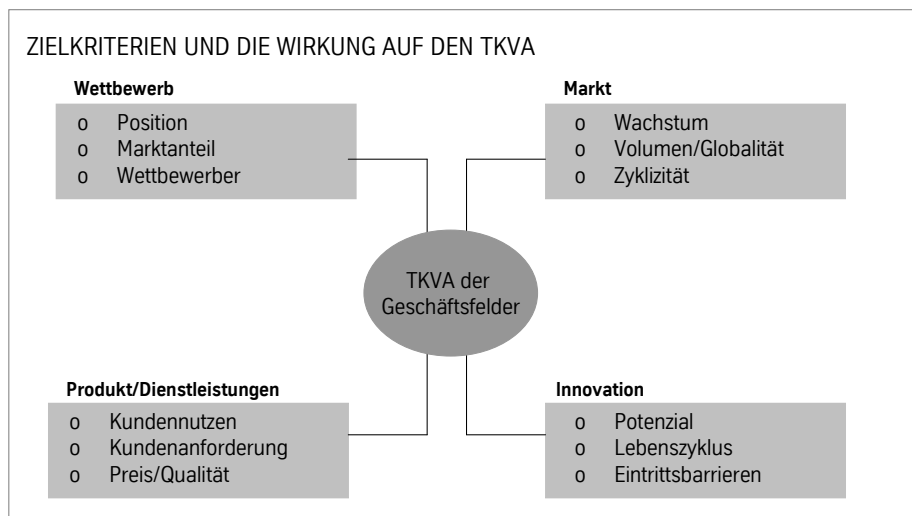 ZIELKRITERIEN UND DIE WIRKUNG AUF DEN TKVA
Wettbewerb
o Position
o Marktanteil
o Wettbewerber
Markt
o Wachstum
o Volumen/Globalität
o Zyklizität
TKVA der
Geschäftsfelder
Produkt/Dienstleistungen
o Kundennutzen
o Kundenanforderung
o Preis/Qualität
Innovation
o Potenzial
o Lebenszyklus
o Eintrittsbarrieren